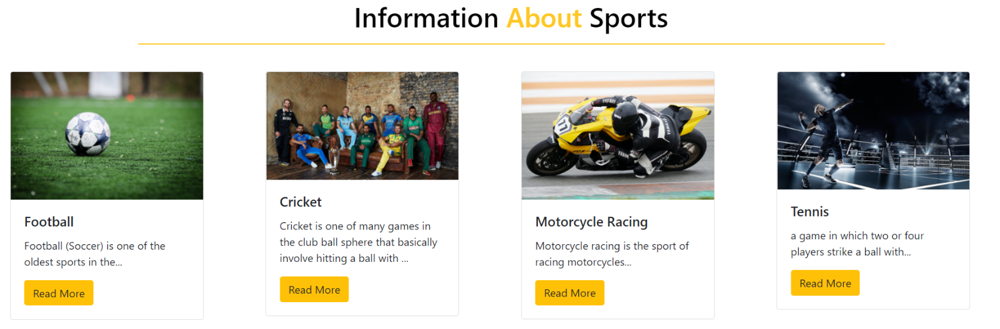 Information About Sports
Football
Football (Soccer) is one of the
oldest sports in the...
Read More
Cricket
Cricket is one of many games in
the club ball sphere that basically
involve hitting a ball with ...
Read More
77
Motorcycle Racing
Motorcycle racing is the sport of
racing motorcycles...
Read More
Tennis
a game in which two or four
players strike a ball with...
Read More